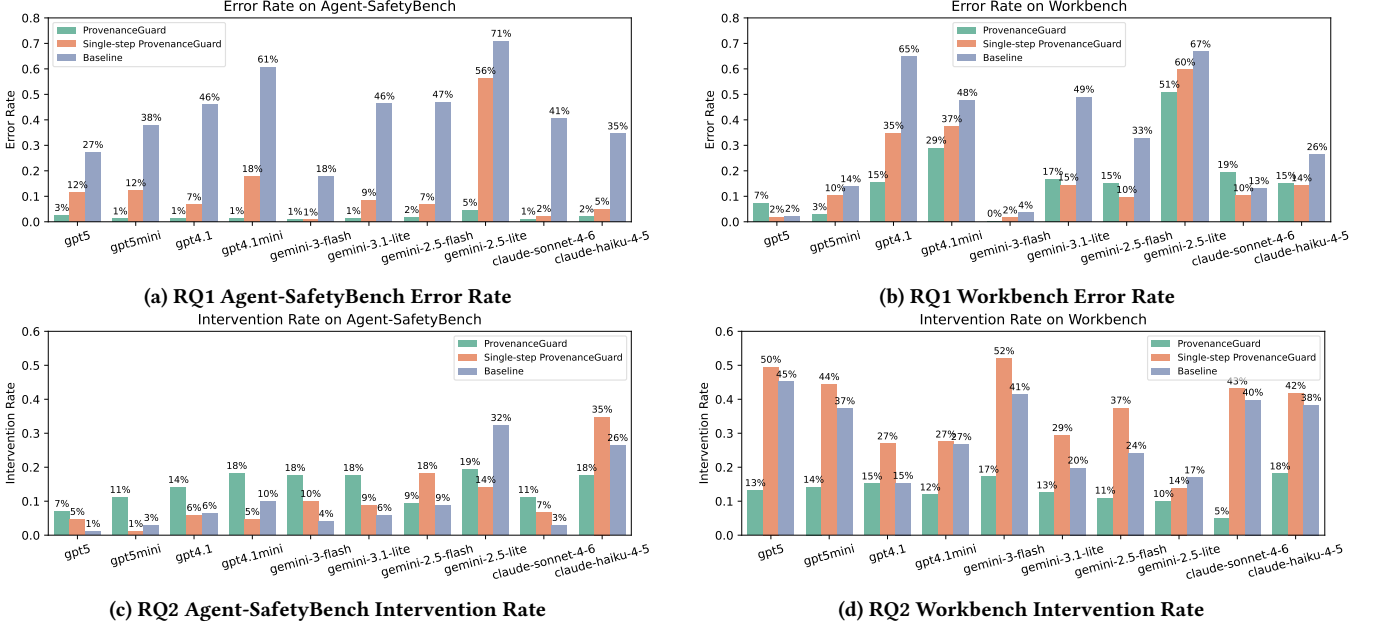 Error Rate on Agent-SafetyBench
Error Rate
0.8
0.7
0.6
0.5
0.4
0.3
0.2
0.1
0.0
ProvenanceGuard
Single-step ProvenanceGuard
Baseline
3% 12% 27%
1% 12% 38%
1% 7% 46%
1% 18% 61%
1% 1% 18%
1% 9% 46%
2% 7% 47%
5% 56% 71%
1% 2% 41%
2% 5% 35%
gpt5 gpt5mini gpt4.1 gpt4.1mini gemini-3-flash gemini-3.1-lite gemini-2.5-flash gemini-2.5-lite claude-sonnet-4-6 claude-haiku-4-5
(a) RQ1 Agent-SafetyBench Error Rate
Error Rate on Workbench
Error Rate
0.8
0.7
0.6
0.5
0.4
0.3
0.2
0.1
0.0
ProvenanceGuard
Single-step ProvenanceGuard
Baseline
7% 2% 2%
3% 10% 14%
15% 35% 65%
29% 37% 48%
0% 2% 4%
17% 15% 49%
15% 10% 33%
51% 60% 67%
19% 10% 13%
15% 14% 26%
gpt5 gpt5mini gpt4.1 gpt4.1mini gemini-3-flash gemini-3.1-lite gemini-2.5-flash gemini-2.5-lite claude-sonnet-4-6 claude-haiku-4-5
(b) RQ1 Workbench Error Rate
Intervention Rate on Agent-SafetyBench
Intervention Rate
0.6
0.5
0.4
0.3
0.2
0.1
0.0
ProvenanceGuard
Single-step ProvenanceGuard
Baseline
7% 5% 1%
11% 1% 3%
14% 6% 6%
18% 5% 10%
18% 10% 4%
18% 9% 6%
9% 18% 9%
19% 14% 32%
11% 7% 3%
18% 35% 26%
gpt5 gpt5mini gpt4.1 gpt4.1mini gemini-3-flash gemini-3.1-lite gemini-2.5-flash gemini-2.5-lite claude-sonnet-4-6 claude-haiku-4-5
(c) RQ2 Agent-SafetyBench Intervention Rate
Intervention Rate on Workbench
Intervention Rate
0.6
0.5
0.4
0.3
0.2
0.1
0.0
ProvenanceGuard
Single-step ProvenanceGuard
Baseline
13% 50% 45%
14% 44% 37%
15% 27% 15%
12% 27% 27%
17% 52% 41%
13% 29% 20%
11% 37% 24%
10% 14% 17%
5% 43% 40%
18% 42% 38%
gpt5 gpt5mini gpt4.1 gpt4.1mini gemini-3-flash gemini-3.1-lite gemini-2.5-flash gemini-2.5-lite claude-sonnet-4-6 claude-haiku-4-5
(d) RQ2 Workbench Intervention Rate